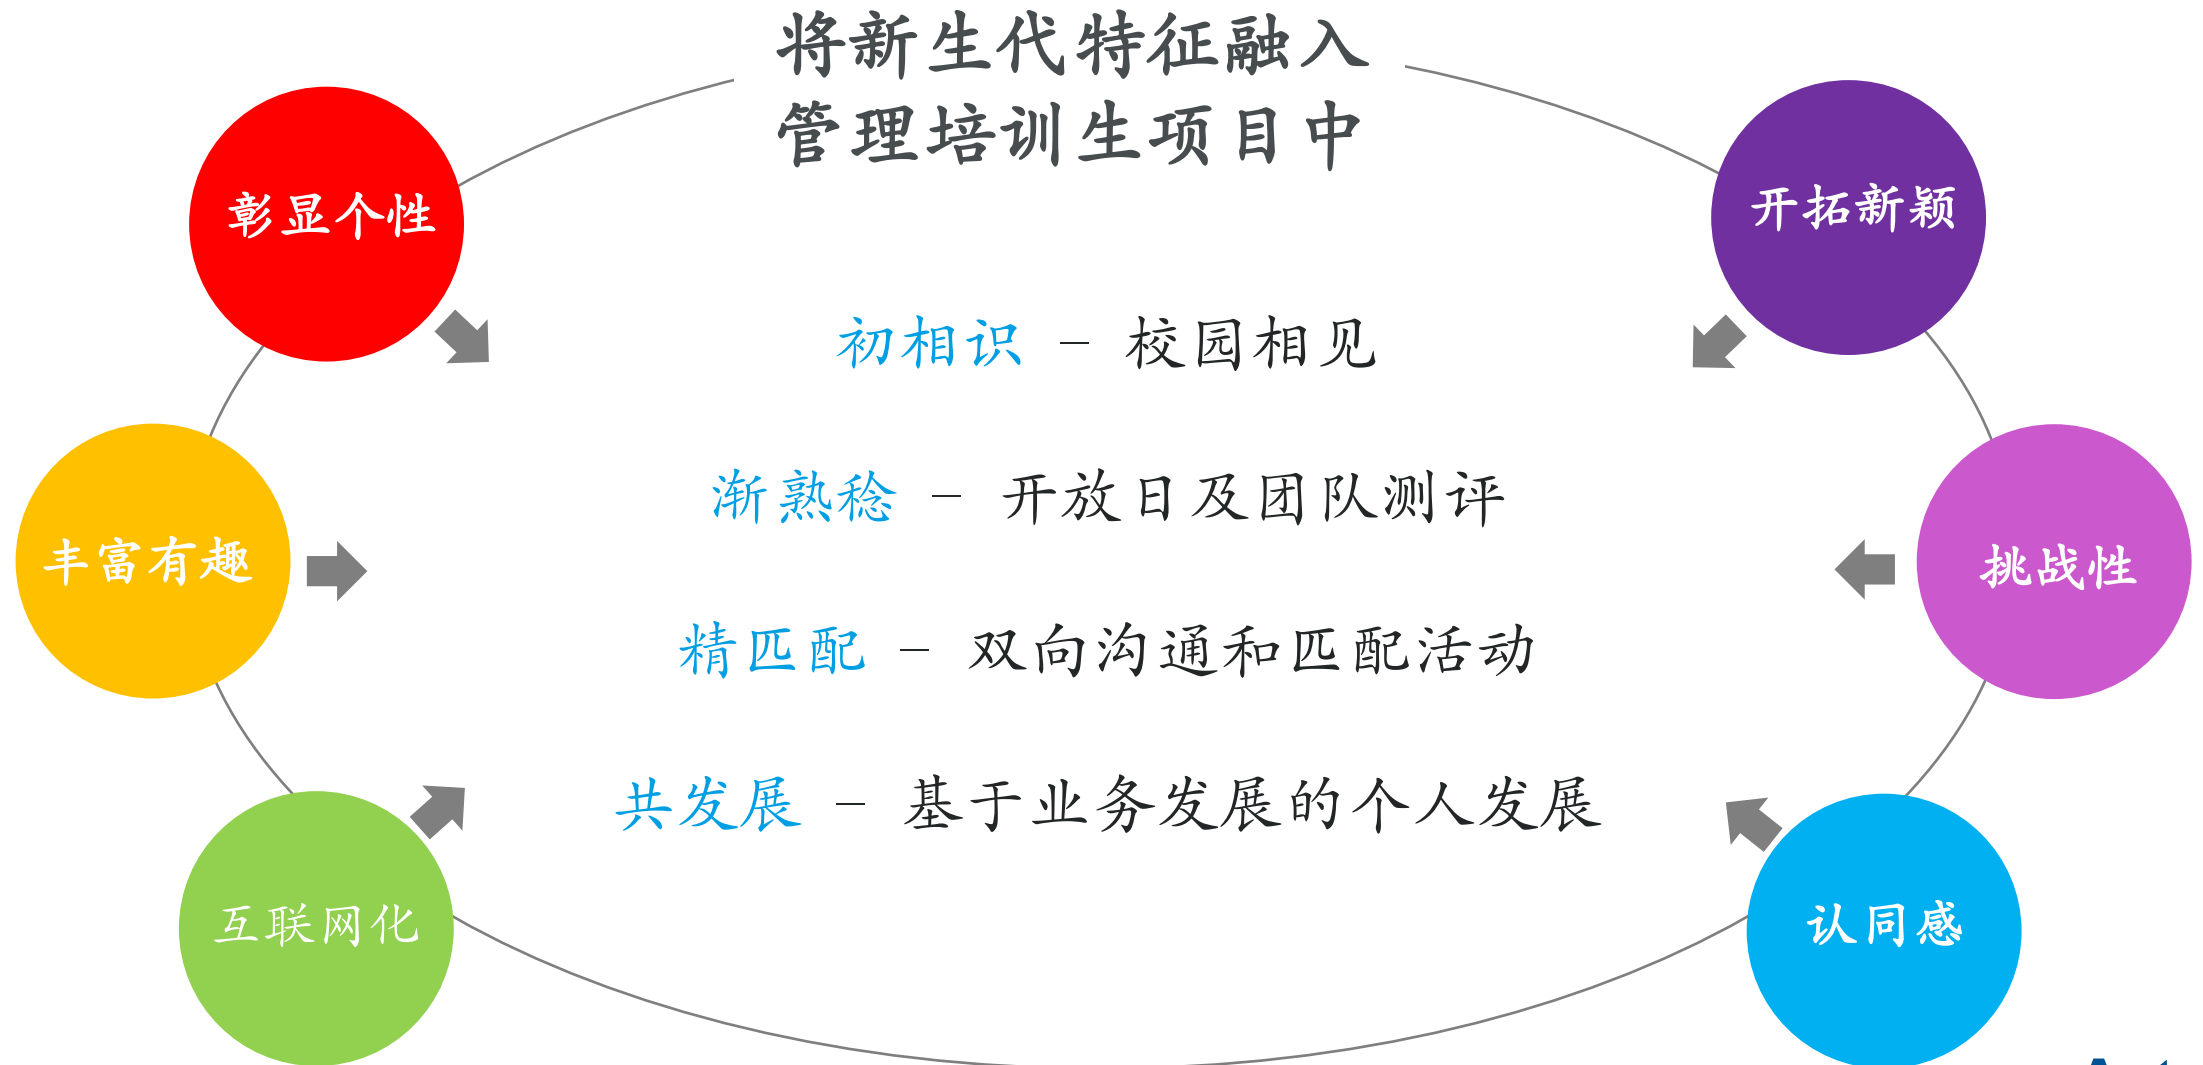 将新生代特征融入
管理培训生项目中
彰显个性
开拓新颖
初相识 – 校园相见
渐熟稔 – 开放日及团队测评
丰富有趣
挑战性
精匹配 – 双向沟通和匹配活动
共发展 – 基于业务发展的个人发展
互联网化
认同感